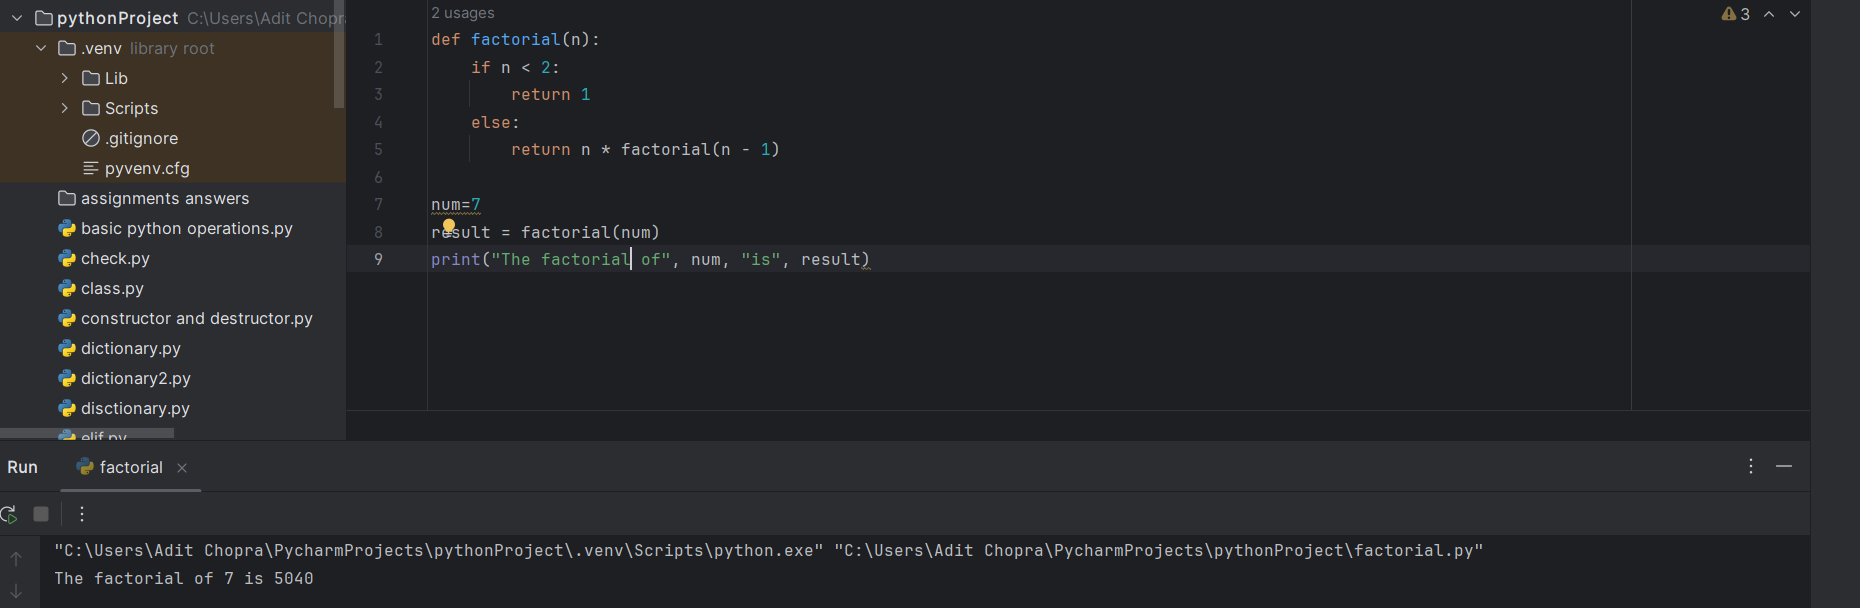 pythonProject C:\Users\Adit Chopra
.venv library root
Lib
Scripts
.gitignore
pyvenv.cfg
assignments answers
basic python operations.py
check.py
class.py
constructor and destructor.py
dictionary.py
dictionary2.py
disctionary.py
elif.py
2 usages
3
1 def factorial(n):
2     if n < 2:
3         return 1
4     else:
5         return n * factorial(n - 1)
6
7 num=7
8 result = factorial(num)
9 print("The factorial of", num, "is", result)
Run factorial
"C:\Users\Adit Chopra\PycharmProjects\pythonProject\.venv\Scripts\python.exe" "C:\Users\Adit Chopra\PycharmProjects\pythonProject\factorial.py"
The factorial of 7 is 5040